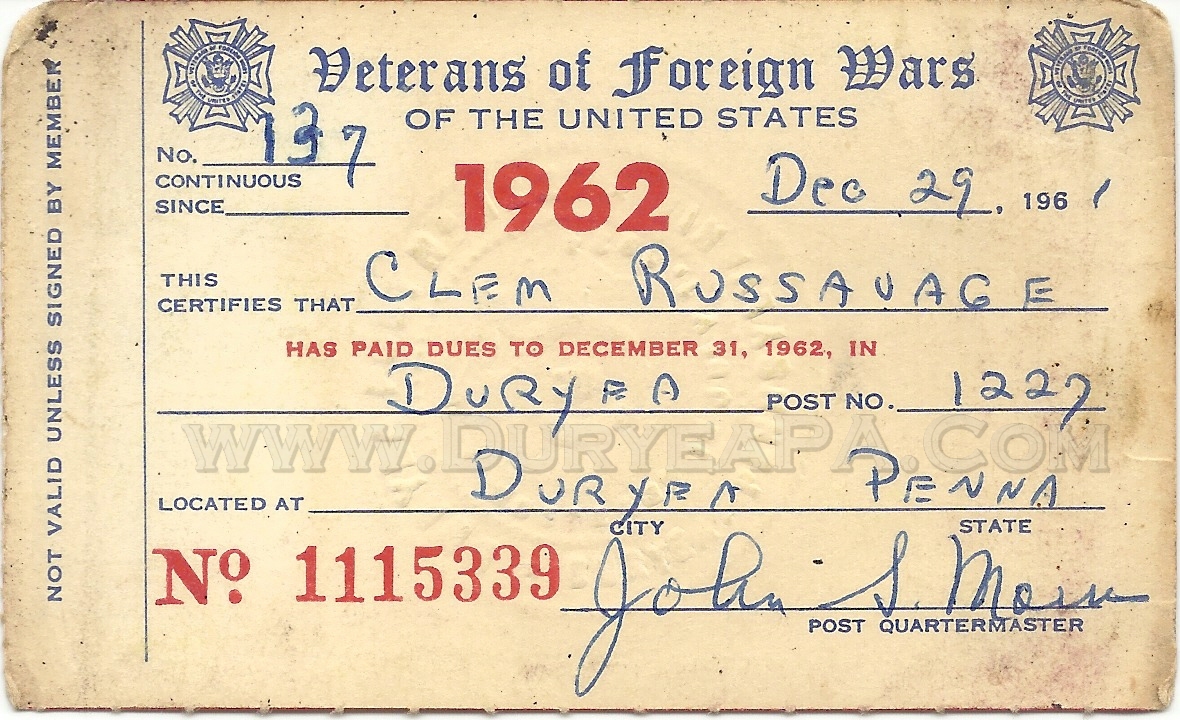 NOT VALID UNLESS SIGNED BY MEMBER
Veterans of Foreign Wars
OF THE UNITED STATES
No. 137
CONTINUOUS
SINCE
1962
Dec 29, 1961
THIS
CERTIFIES THAT CLEM RUSSAVAGE
HAS PAID DUES TO DECEMBER 31, 1962, IN
DURYEA POST NO. 1227
www.DuryeaPA.Com
LOCATED AT DURYEA PENNA
CITY STATE
No. 1115339 John S.
POST QUARTERMASTER